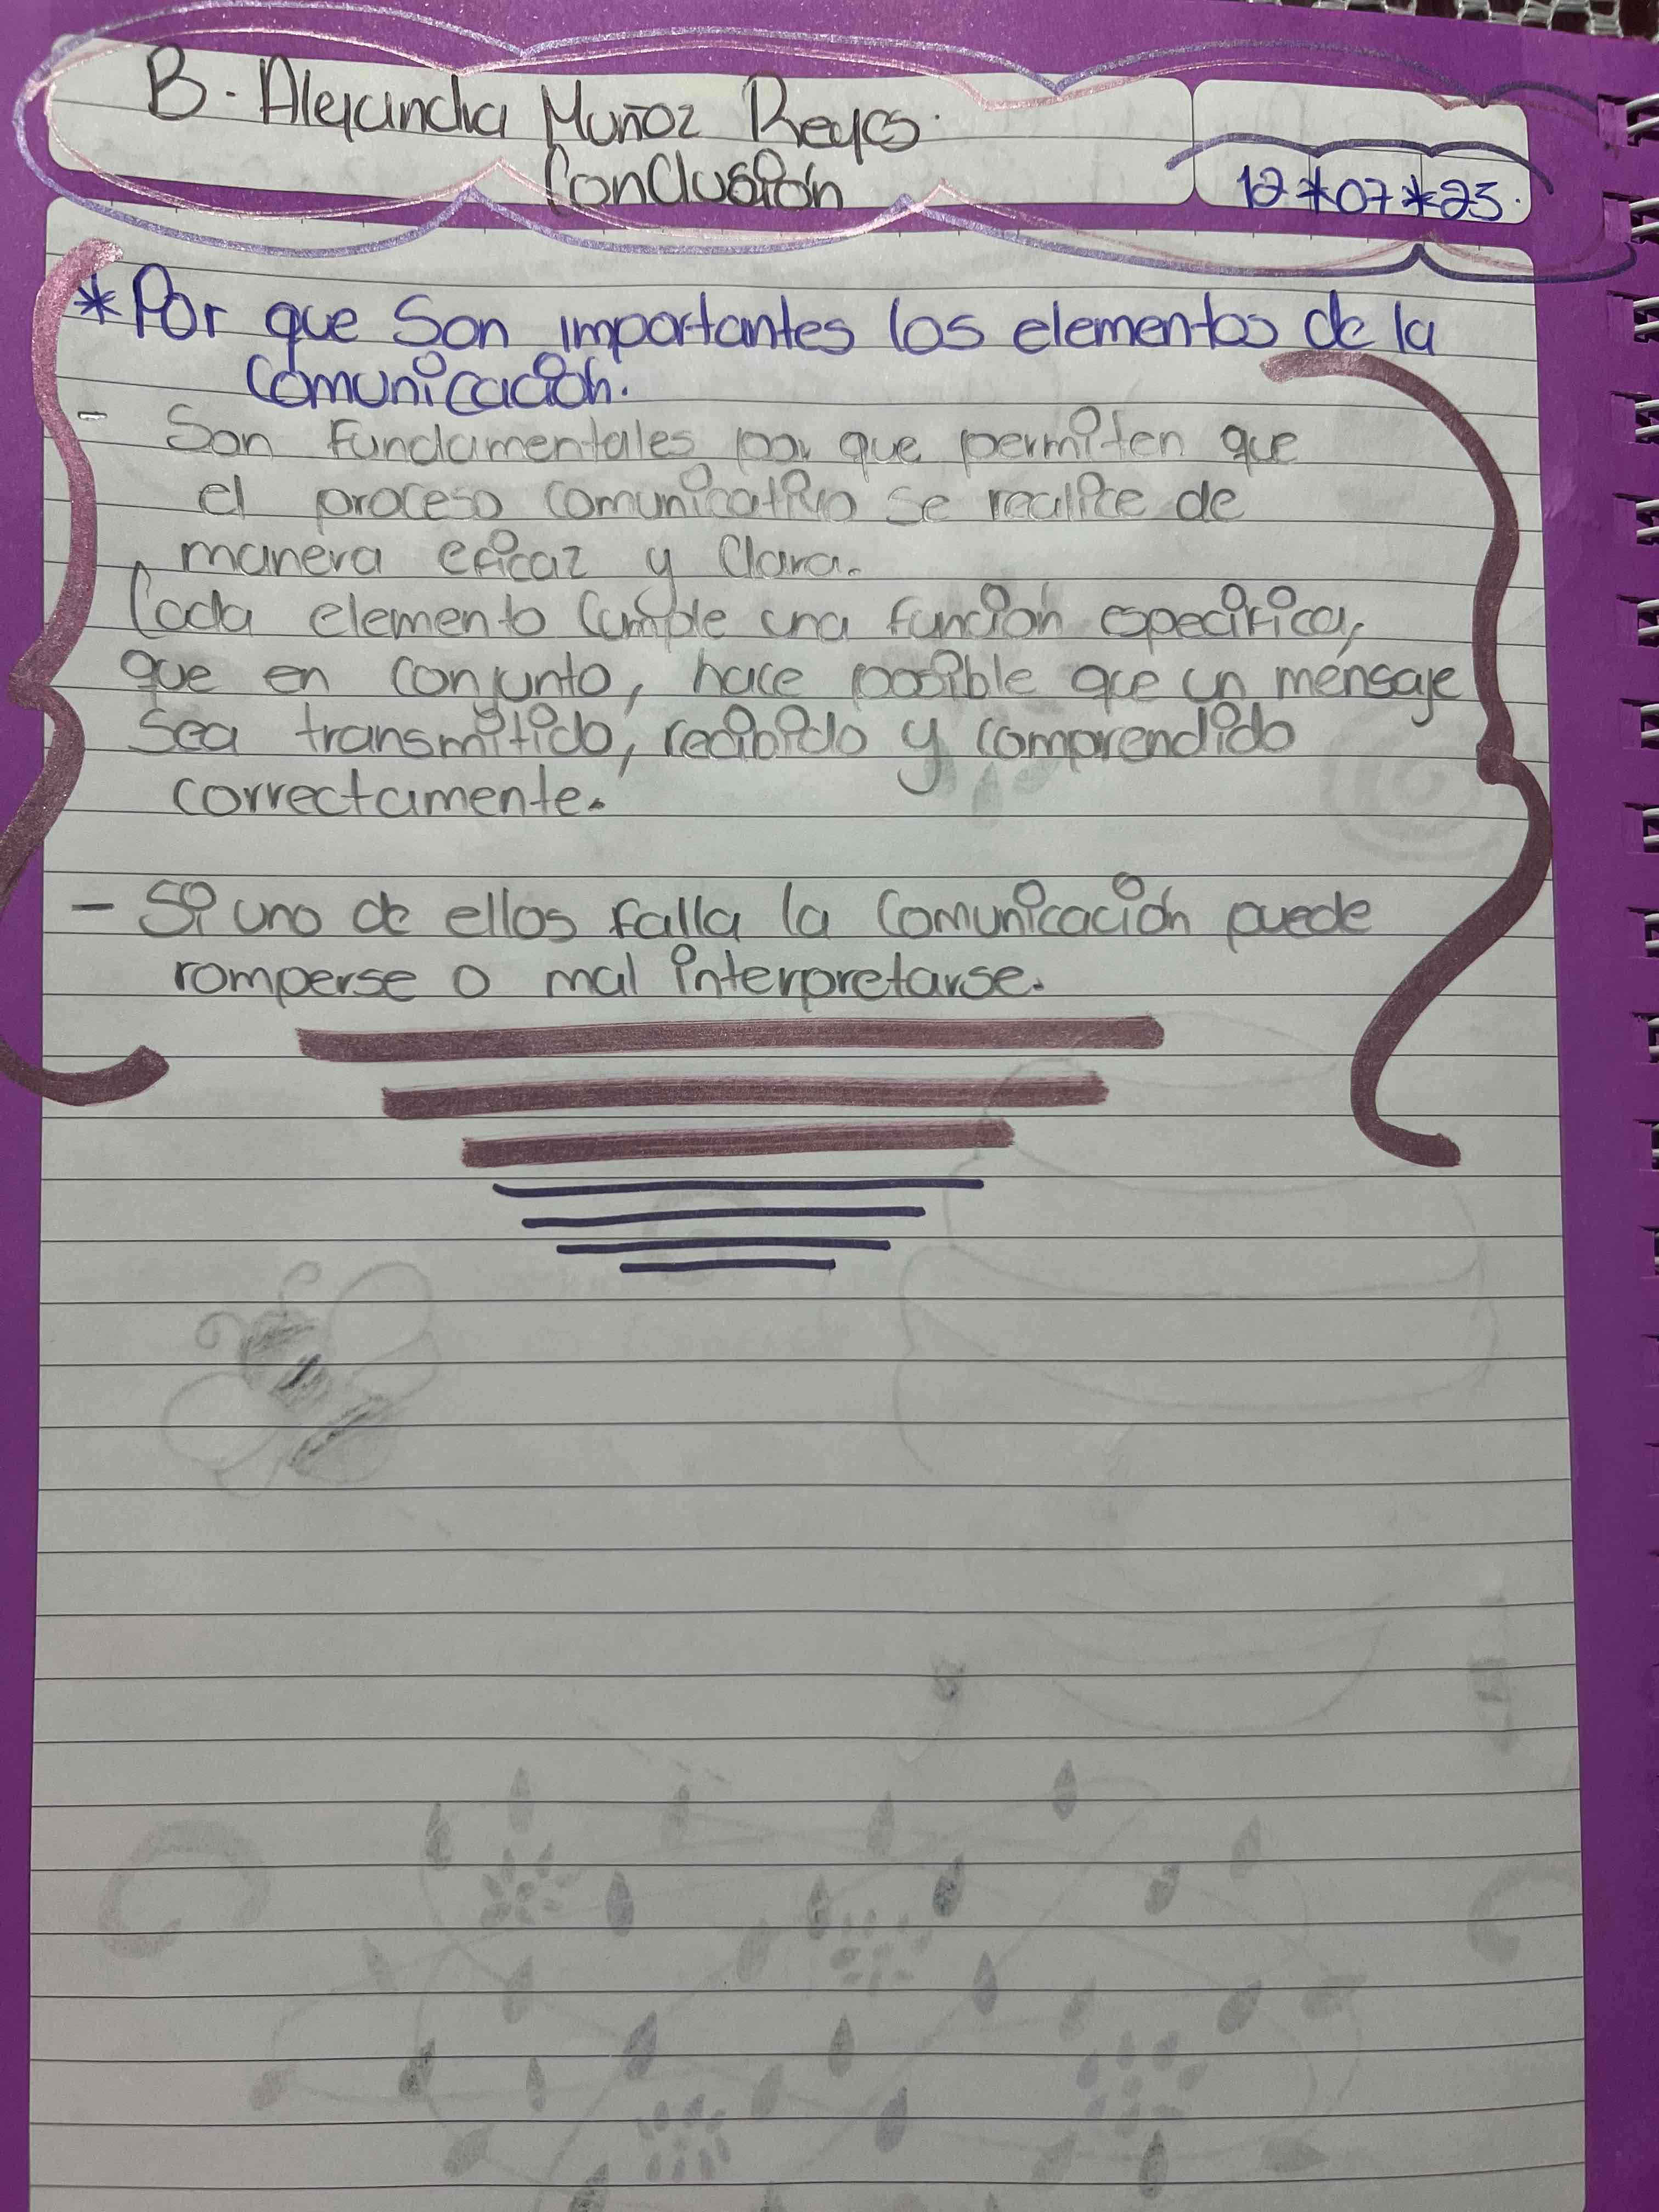 B. Alejandra Muñoz Reyes.
Conclusión
12*07*25.
*Por que Son importantes los elementos de la
Comunicación.
- Son Fundamentales por que permiten que
el proceso comunicativo se realice de
manera eficaz y Clara.
Cada elemento Cumple una función especifica,
que en conjunto, hace posible que un ménsaje
Sea transmitido, recibido y comprendido
correctamente.
- Si uno de ellos falla la Comunicación puede
romperse o mal interpretarse.